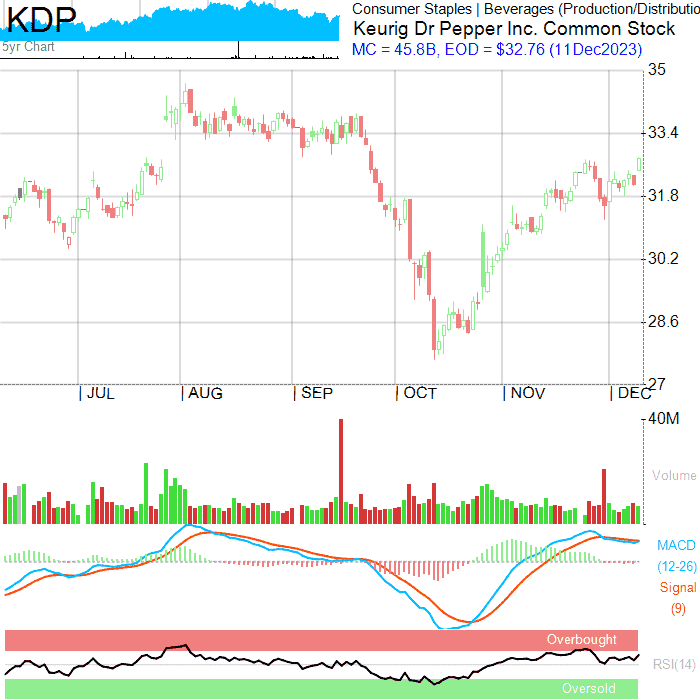 KDP
5yr Chart
Consumer Staples | Beverages (Production/Distributio
Keurig Dr Pepper Inc. Common Stock
MC = 45.8B, EOD = $32.76 (11Dec2023)
35
33.4
31.8
30.2
28.6
27
| JUL | AUG | SEP | OCT | NOV | DEC
40M
Volume
MACD
(12-26)
Signal
(9)
Overbought
RSI(14)
Oversold